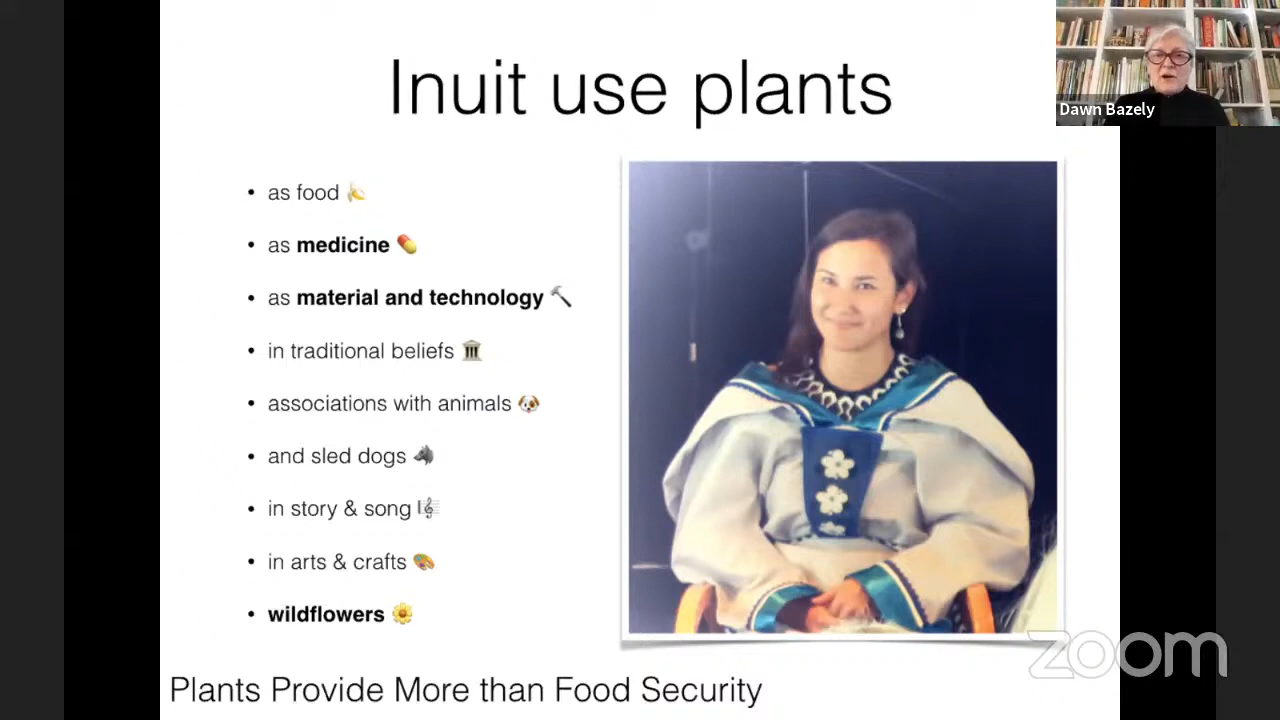 Inuit use plants
Dawn Bazely
• as food 🍌
• as medicine 💊
• as material and technology 🔨
• in traditional beliefs 🏛
• associations with animals 🐶
• and sled dogs 🐺
• in story & song 🎼
• in arts & crafts 🎨
• wildflowers 🌼
Plants Provide More than Food Security
zoom